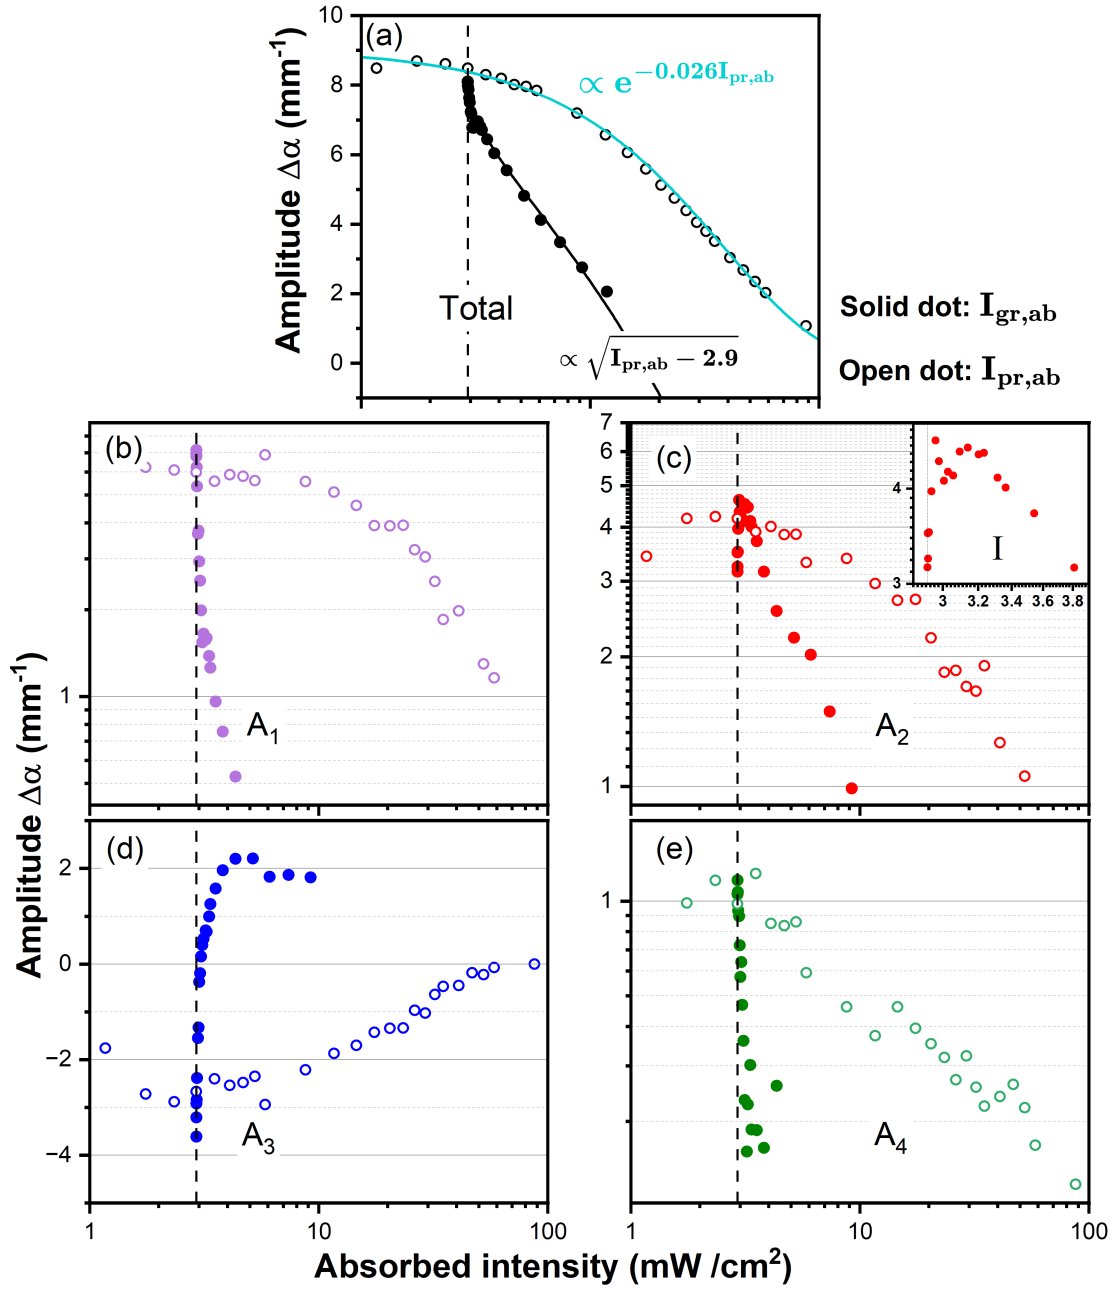 (a)
10
8
6
4
2
0
Amplitude Δα (mm⁻¹)
∝ e^{−0.026I_{pr,ab}}
Total
∝ √(I_{pr,ab} − 2.9)
Solid dot: I_{gr,ab}
Open dot: I_{pr,ab}
(b)
1
A₁
(c)
7
6
5
4
3
2
1
A₂
4
3
I
3 3.2 3.4 3.6 3.8
Amplitude Δα (mm⁻¹)
(d)
2
0
−2
−4
A₃
1 10 100
(e)
1
A₄
1 10 100
Absorbed intensity (mW /cm²)